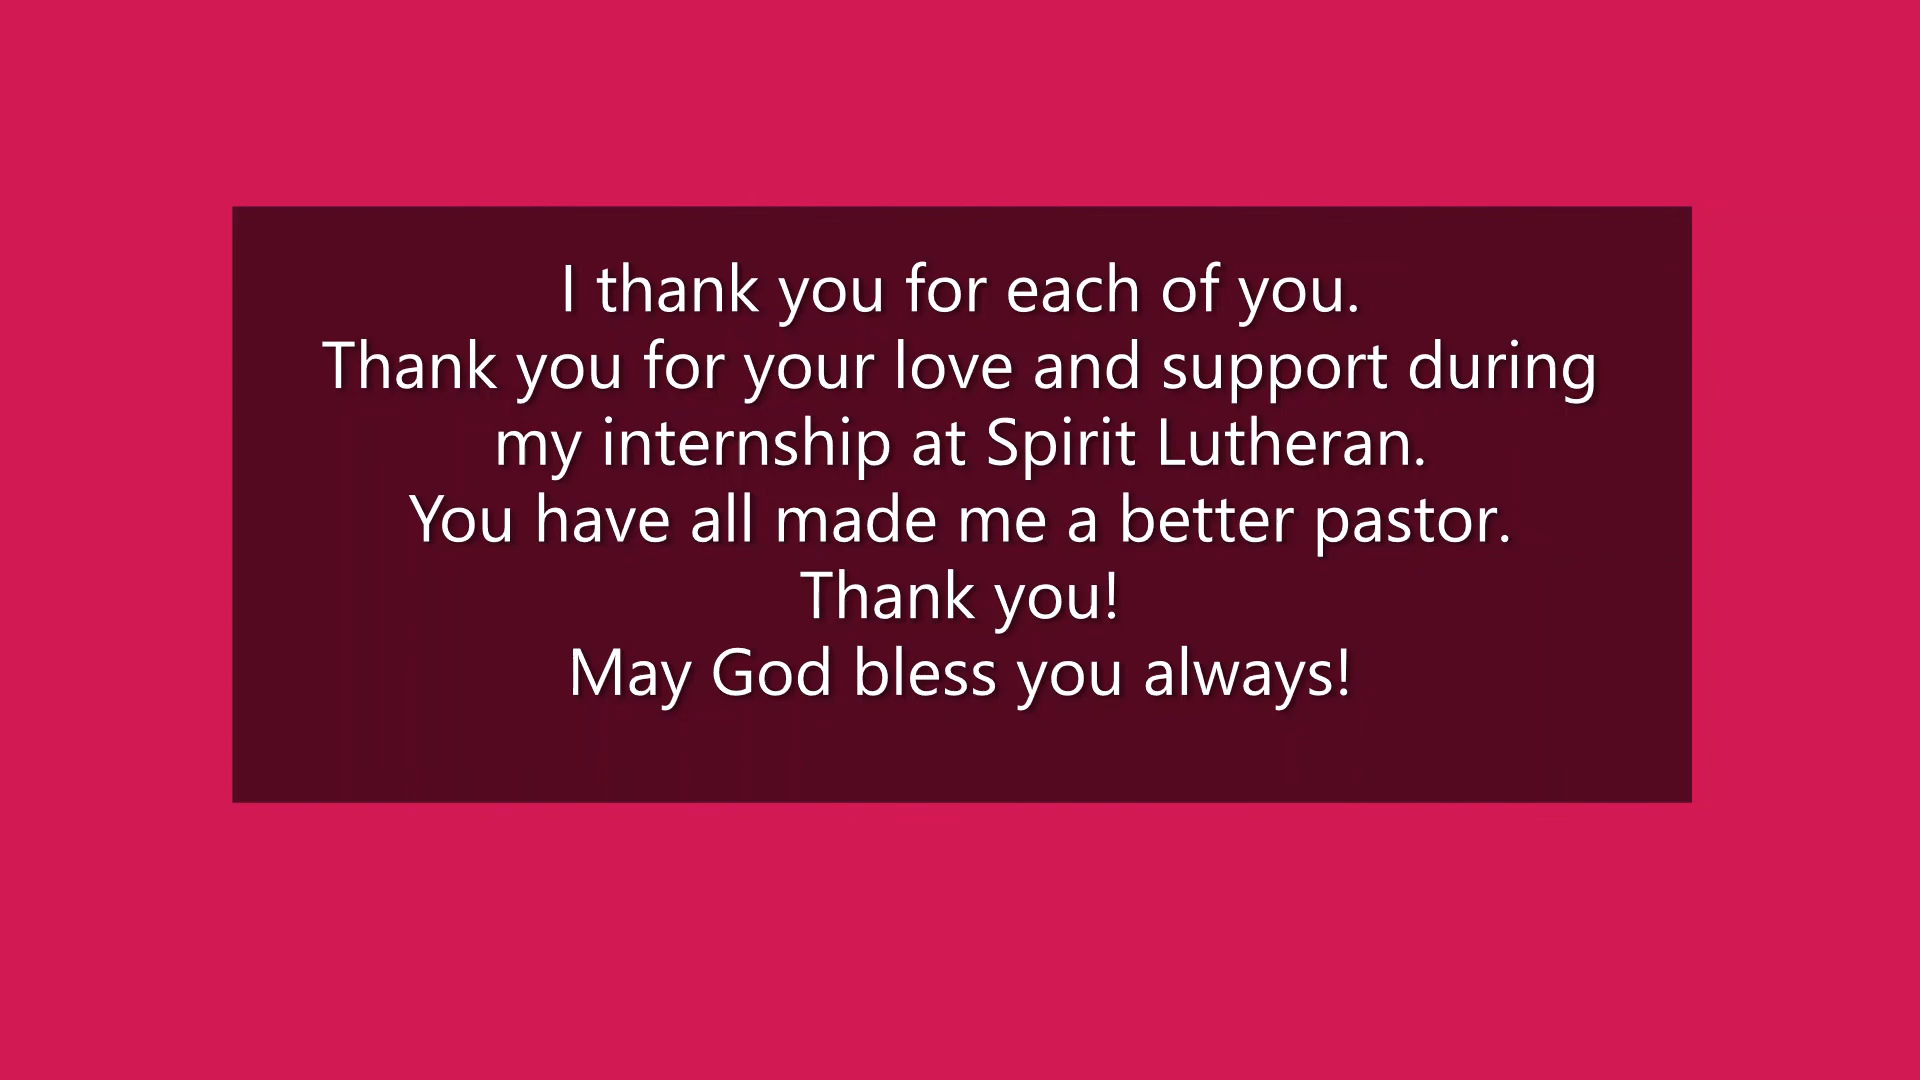 I thank you for each of you.
Thank you for your love and support during
my internship at Spirit Lutheran.
You have all made me a better pastor.
Thank you!
May God bless you always!